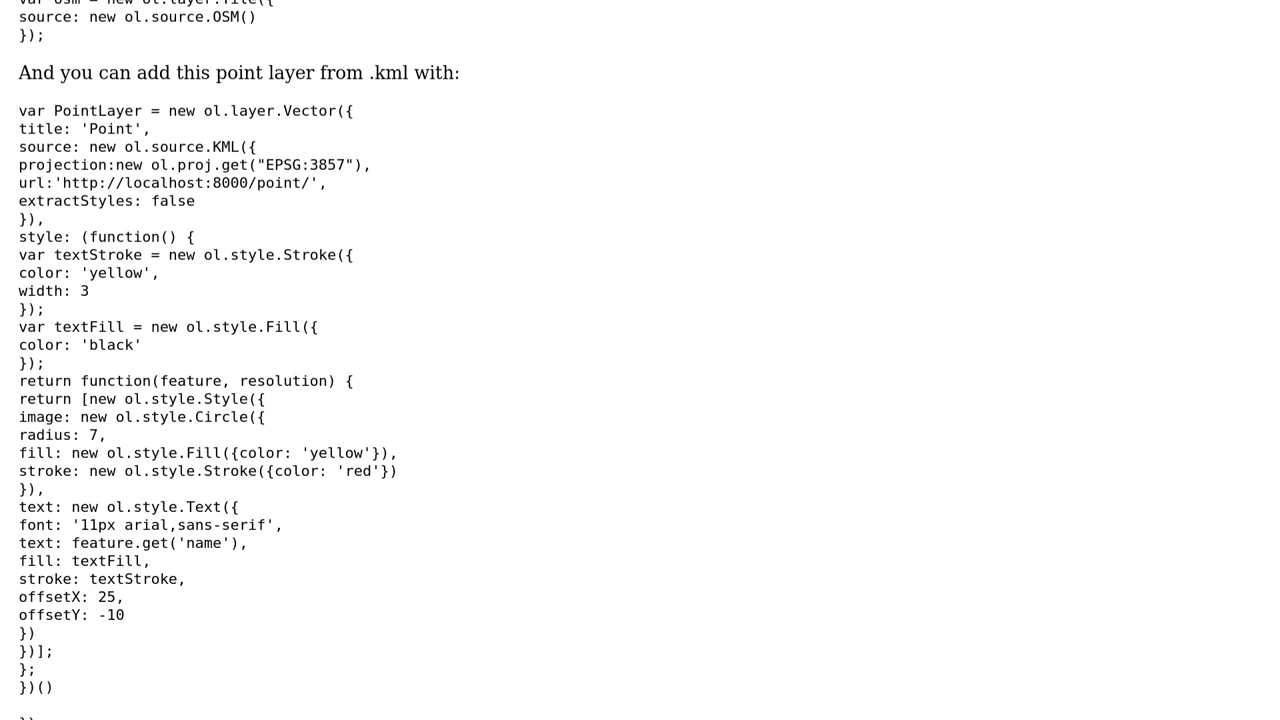 var osm = new ol.layer.Tile({
source: new ol.source.OSM()
});
And you can add this point layer from .kml with:
var PointLayer = new ol.layer.Vector({
title: 'Point',
source: new ol.source.KML({
projection:new ol.proj.get("EPSG:3857"),
url:'http://localhost:8000/point/',
extractStyles: false
}),
style: (function() {
var textStroke = new ol.style.Stroke({
color: 'yellow',
width: 3
});
var textFill = new ol.style.Fill({
color: 'black'
});
return function(feature, resolution) {
return [new ol.style.Style({
image: new ol.style.Circle({
radius: 7,
fill: new ol.style.Fill({color: 'yellow'}),
stroke: new ol.style.Stroke({color: 'red'})
}),
text: new ol.style.Text({
font: '11px arial,sans-serif',
text: feature.get('name'),
fill: textFill,
stroke: textStroke,
offsetX: 25,
offsetY: -10
})
})];
};
})()